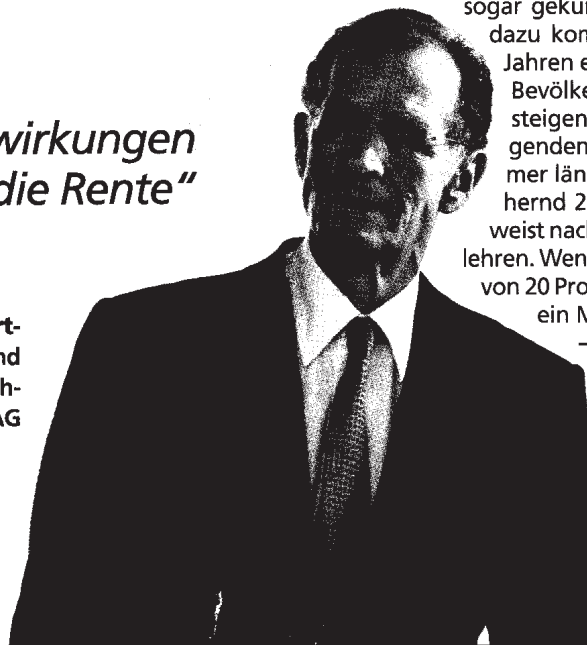 wirkungen
die Rente“
rt-
nd
h-
AG
sogar gekür
dazu kom
Jahren e
Bevölke
steigen
genden
mer län
hernd 2
weist nach
lehren. Wen
von 20 Pro
ein M